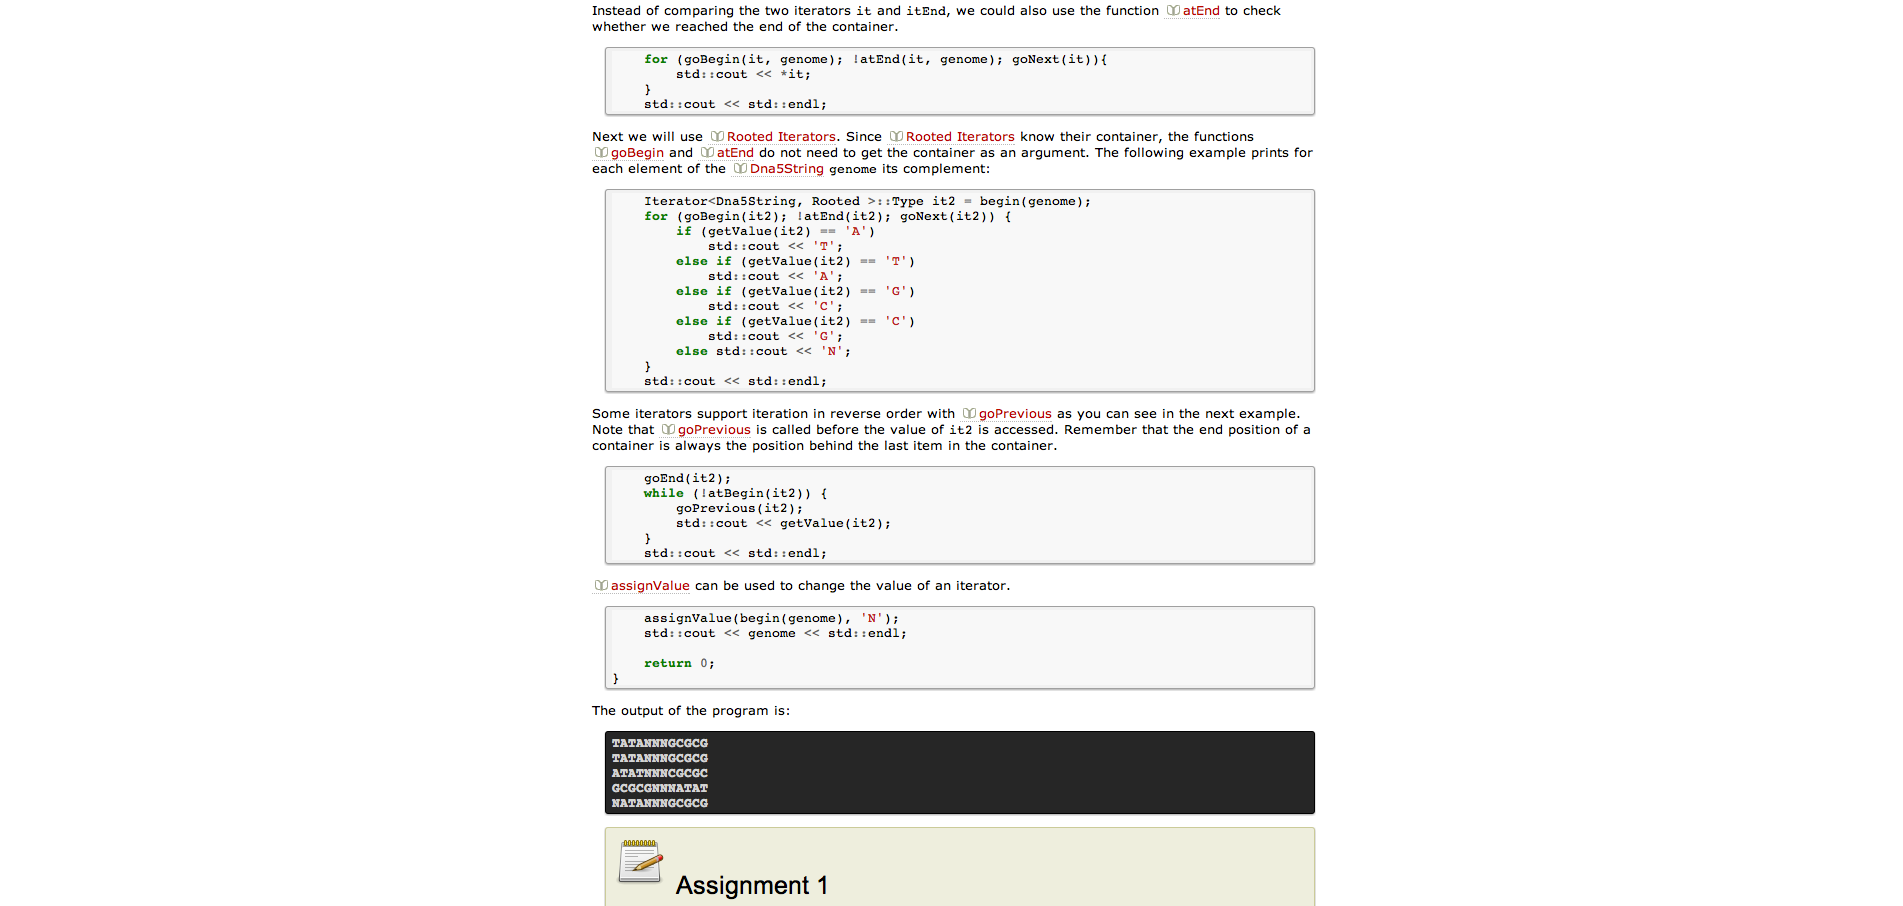 Instead of comparing the two iterators it and itEnd, we could also use the function atEnd to check
whether we reached the end of the container.
for (goBegin(it, genome); !atEnd(it, genome); goNext(it)){
    std::cout << *it;
}
std::cout << std::endl;
Next we will use Rooted Iterators. Since Rooted Iterators know their container, the functions
goBegin and atEnd do not need to get the container as an argument. The following example prints for
each element of the Dna5String genome its complement:
Iterator<Dna5String, Rooted >::Type it2 = begin(genome);
for (goBegin(it2); !atEnd(it2); goNext(it2)) {
    if (getValue(it2) == 'A')
        std::cout << 'T';
    else if (getValue(it2) == 'T')
        std::cout << 'A';
    else if (getValue(it2) == 'G')
        std::cout << 'C';
    else if (getValue(it2) == 'C')
        std::cout << 'G';
    else std::cout << 'N';
}
std::cout << std::endl;
Some iterators support iteration in reverse order with goPrevious as you can see in the next example.
Note that goPrevious is called before the value of it2 is accessed. Remember that the end position of a
container is always the position behind the last item in the container.
goEnd(it2);
while (!atBegin(it2)) {
    goPrevious(it2);
    std::cout << getValue(it2);
}
std::cout << std::endl;
assignValue can be used to change the value of an iterator.
    assignValue(begin(genome), 'N');
    std::cout << genome << std::endl;
    return 0;
}
The output of the program is:
TATANNNGCGCG
TATANNNGCGCG
ATATNNNCGCGC
GCGCGNNNATAT
NATANNNGCGCG
Assignment 1